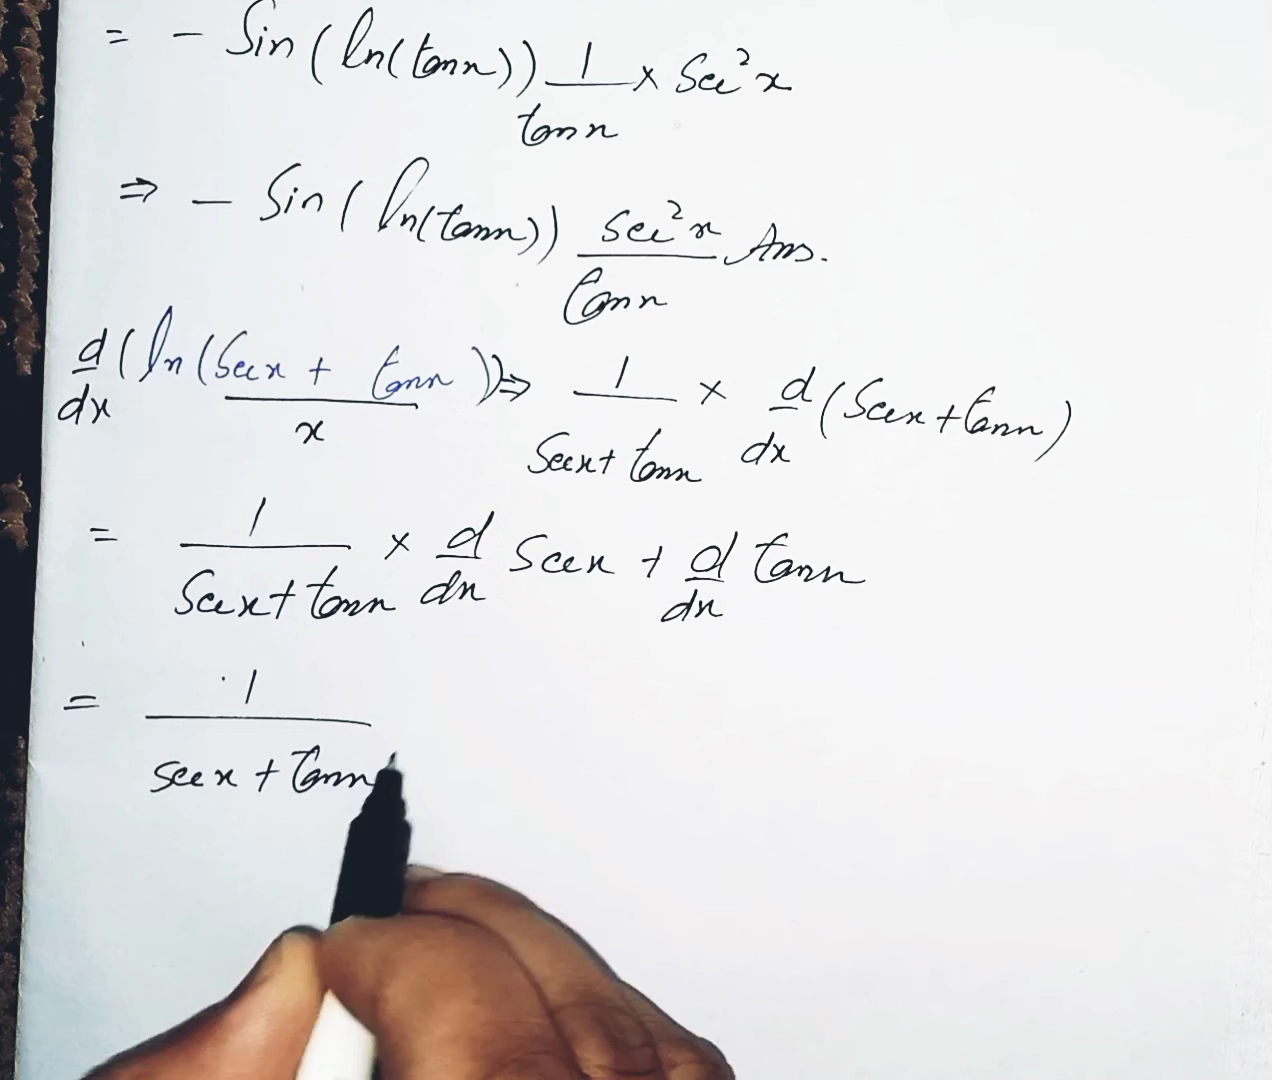 = - Sin (ln(tanx)) 1/tanx × Sec²x
⇒ - Sin (ln(tanx)) sec²x/tanx Ans.
d/dx (ln (Secx + tanx)) ⇒ 1/Secx+tanx × d/dx (Secx+tanx)
x
= 1/Secx+tanx × d/dx Secx + d/dx tanx
= 1/secx+tanx